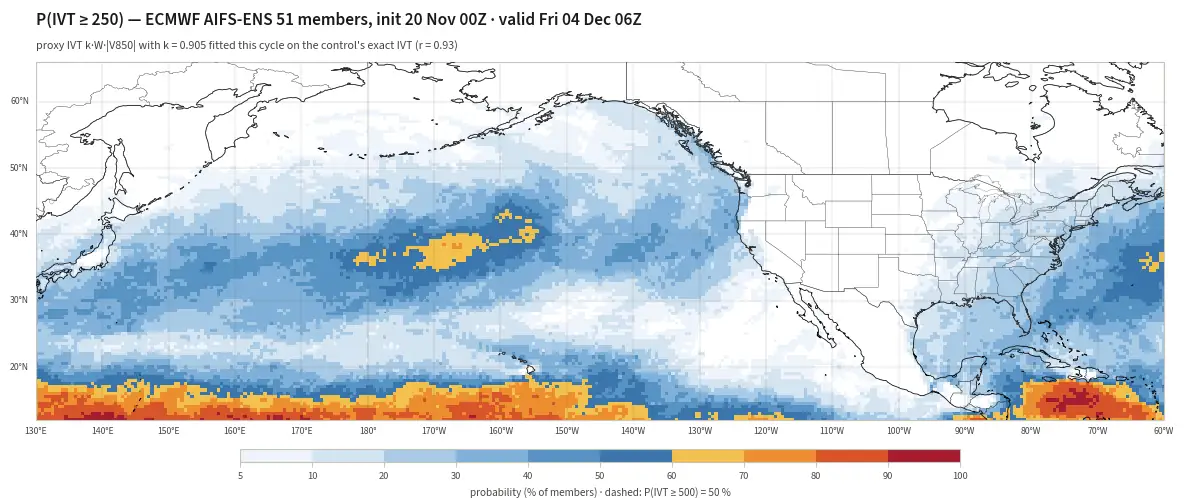 P(IVT ≥ 250) — ECMWF AIFS-ENS 51 members, init 20 Nov 00Z · valid Fri 04 Dec 06Z
proxy IVT k·W·|V850| with k = 0.905 fitted this cycle on the control's exact IVT (r = 0.93)
60°N
50°N
40°N
30°N
20°N
130°E 140°E 150°E 160°E 170°E 180° 170°W 160°W 150°W 140°W 130°W 120°W 110°W 100°W 90°W 80°W 70°W 60°W
5 10 20 30 40 50 60 70 80 90 100
probability (% of members) · dashed: P(IVT ≥ 500) = 50 %